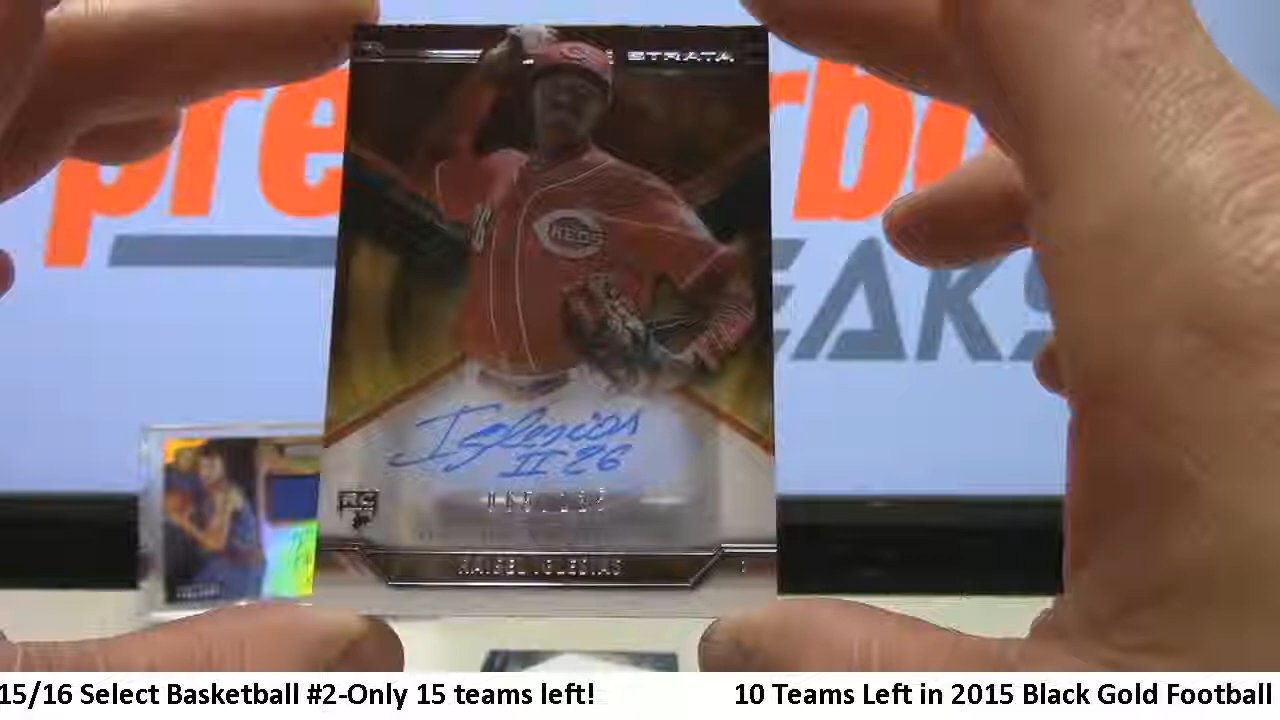 STRATA
REDS
Iglesias
II 26
RC
RAISEL IGLESIAS
15/16 Select Basketball #2-Only 15 teams left!
10 Teams Left in 2015 Black Gold Football